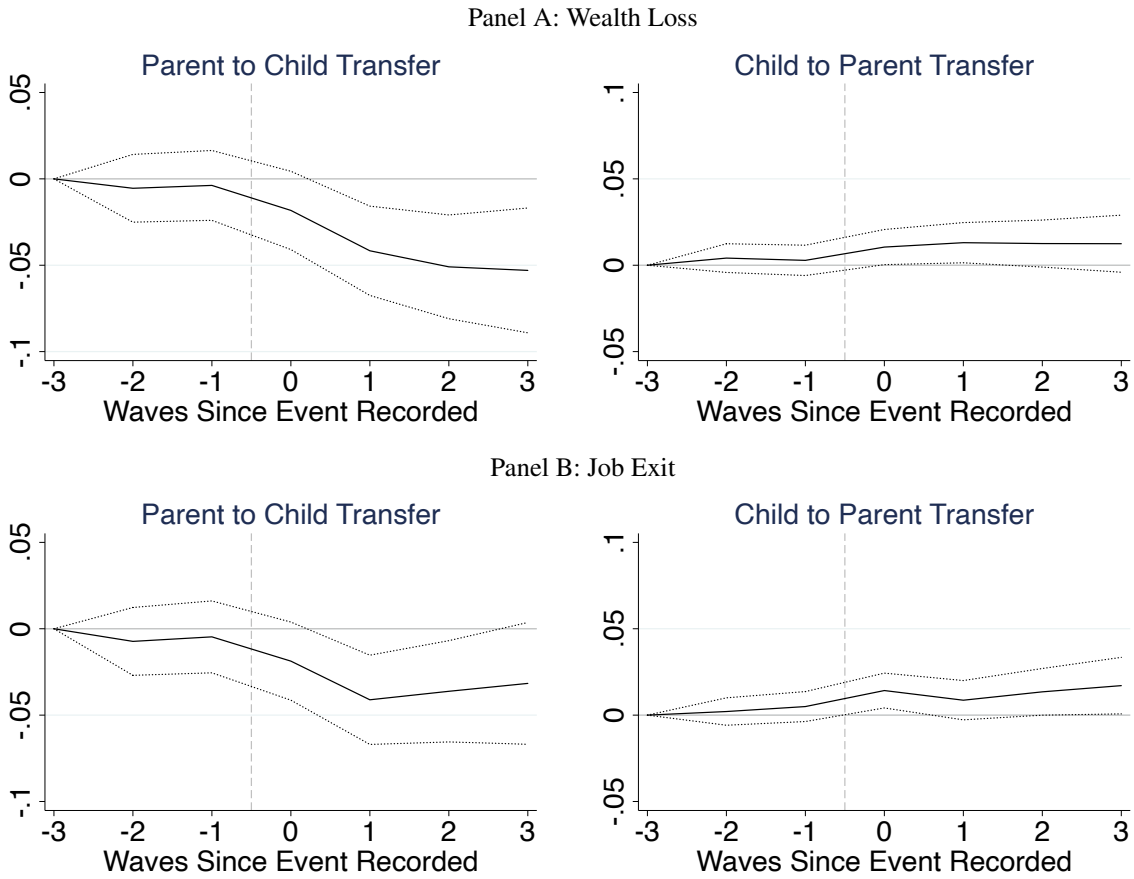 Panel A: Wealth Loss
Parent to Child Transfer
.05
0
-.05
-.1
-3 -2 -1 0 1 2 3
Waves Since Event Recorded
Child to Parent Transfer
.1
.05
0
-.05
-3 -2 -1 0 1 2 3
Waves Since Event Recorded
Panel B: Job Exit
Parent to Child Transfer
.05
0
-.05
-.1
-3 -2 -1 0 1 2 3
Waves Since Event Recorded
Child to Parent Transfer
.1
.05
0
-.05
-3 -2 -1 0 1 2 3
Waves Since Event Recorded